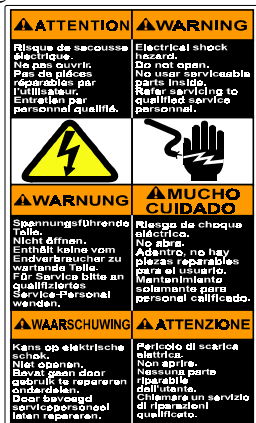 ATTENTION
Risque de secousse
électrique.
Ne pas ouvrir.
Pas de pléces
réparables par
l'utilisateur.
Entretien par
personnel qualifié.
WARNING
Electrical shock
hazard.
Do not open.
No user serviceable
parts inside.
Refer servicing to
qualified service
personnel.
WARNUNG
Spannungsführende
Teile.
Nicht öffnen.
Enthält keine vom
Endverbraucher zu
wartende Teile.
Für Service bitte an
qualifiziertes
Service-Personal
wenden.
MUCHO
CUIDADO
Riesgo de choque
eléctrico.
No abra.
Adentro, no hay
piezas reparables
para el usuario.
Mantenimiento
solamente para
personal calificado.
WAARSCHUWING
Kans op elektrische
schok.
Niet openen.
Bevat geen door
gebruik te repareren
onderdelen.
Door bevoegd
servicepersoneel
laten repareren.
ATTENZIONE
Pericolo di scarica
elettrica.
Non aprire.
Nessuna parte
riparabile
dall'utente.
Chiamare un servizio
di riparazioni
qualificato.